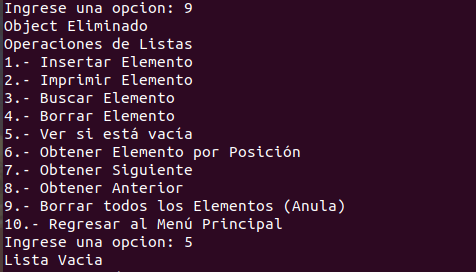 Ingrese una opcion: 9
Object Eliminado
Operaciones de Listas
1.- Insertar Elemento
2.- Imprimir Elemento
3.- Buscar Elemento
4.- Borrar Elemento
5.- Ver si está vacía
6.- Obtener Elemento por Posición
7.- Obtener Siguiente
8.- Obtener Anterior
9.- Borrar todos los Elementos (Anula)
10.- Regresar al Menú Principal
Ingrese una opcion: 5
Lista Vacia